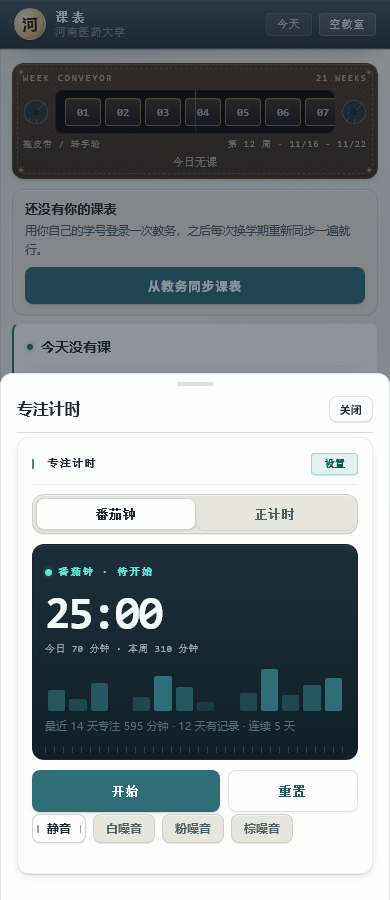 河
课表
河南医药大学
今天
空教室
WEEK CONVEYOR
21 WEEKS
01 02 03 04 05 06 07
拖皮带 / 转手轮
第 12 周 · 11/16 - 11/22
今日无课
还没有你的课表
用你自己的学号登录一次教务，之后每次换学期重新同步一遍就
行。
从教务同步课表
今天没有课
专注计时
关闭
专注计时
设置
番茄钟
正计时
番茄钟 · 待开始
25:00
今日 70 分钟 · 本周 310 分钟
最近 14 天专注 595 分钟 · 12 天有记录 · 连续 5 天
开始
重置
静音
白噪音
粉噪音
棕噪音